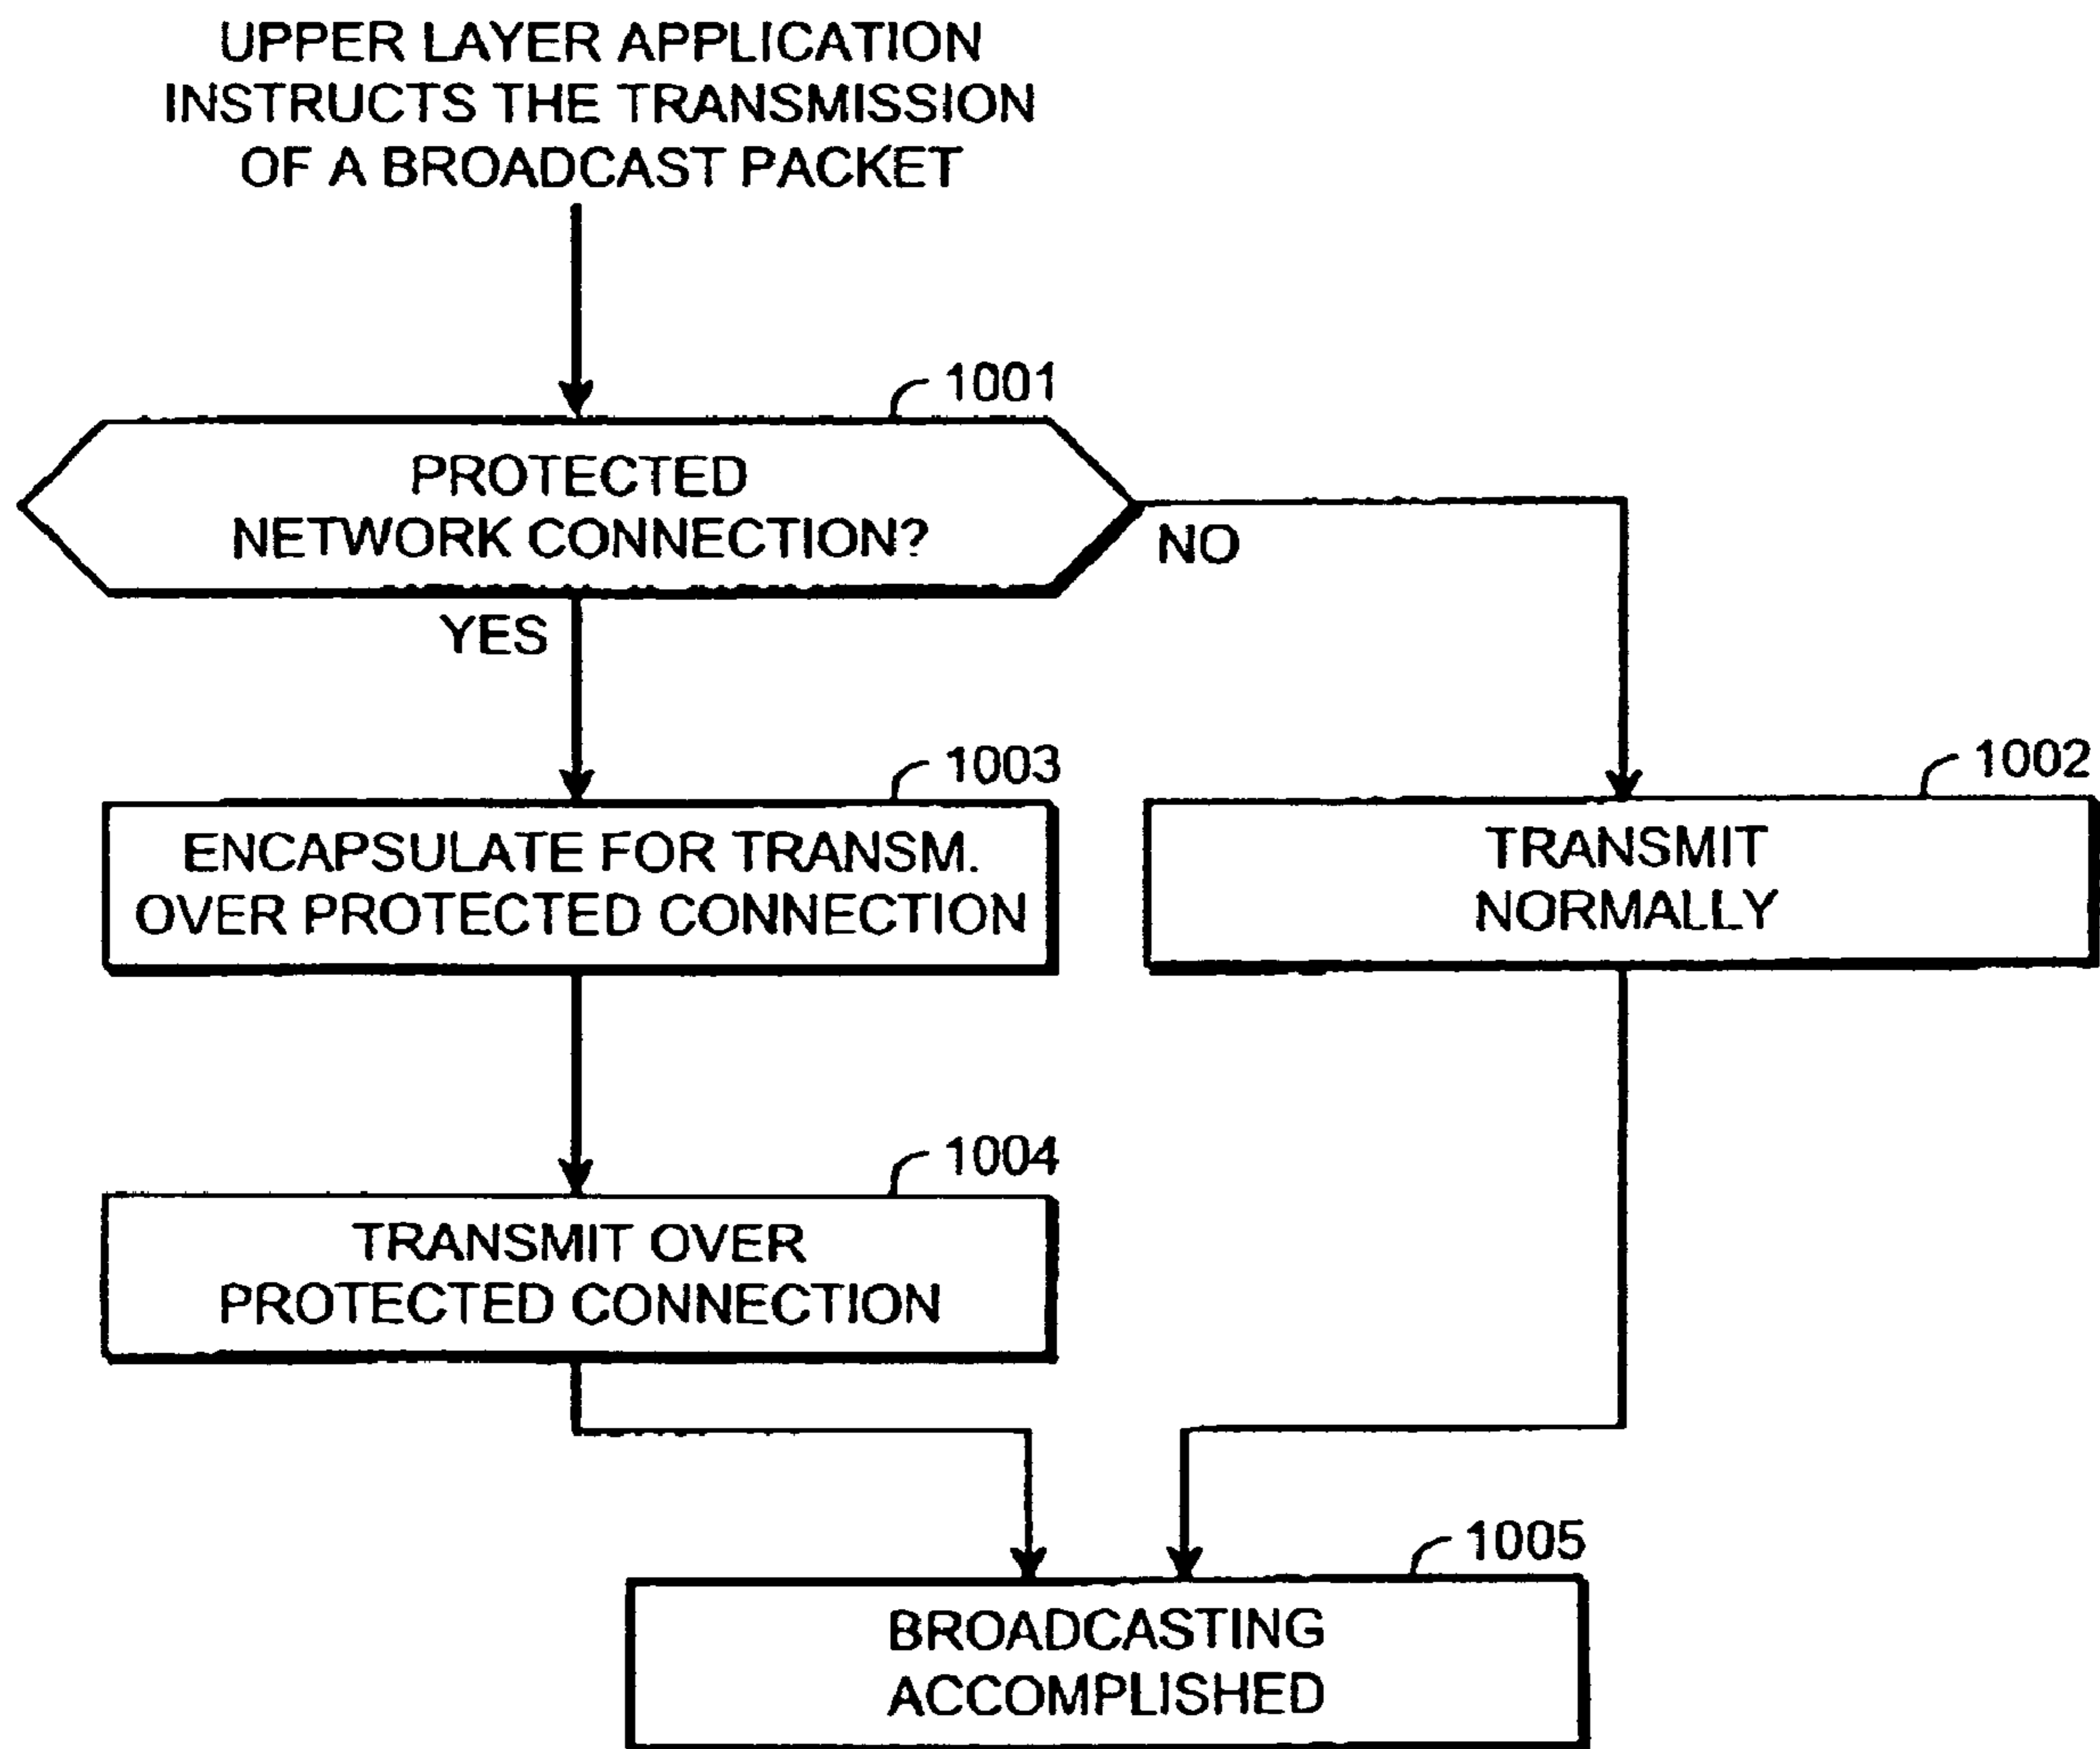 UPPER LAYER APPLICATION
INSTRUCTS THE TRANSMISSION
OF A BROADCAST PACKET
1001
PROTECTED
NETWORK CONNECTION?
NO
YES
1003
ENCAPSULATE FOR TRANSM.
OVER PROTECTED CONNECTION
1002
TRANSMIT
NORMALLY
1004
TRANSMIT OVER
PROTECTED CONNECTION
1005
BROADCASTING
ACCOMPLISHED